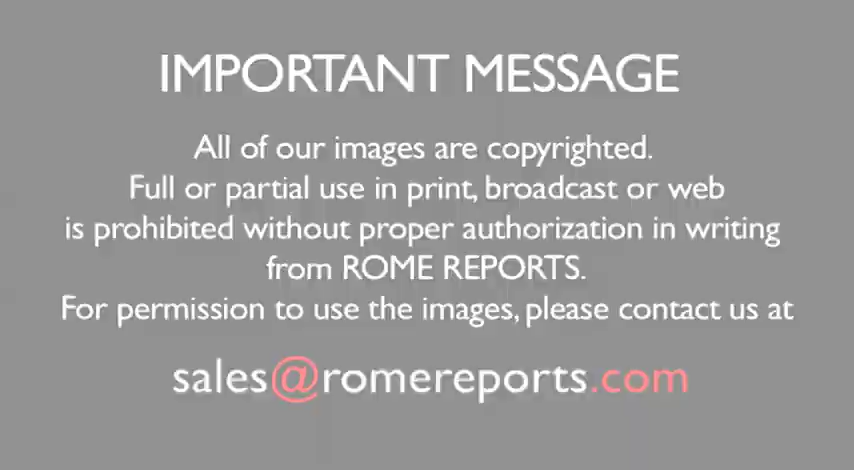 IMPORTANT MESSAGE
All of our images are copyrighted.
Full or partial use in print, broadcast or web
is prohibited without proper authorization in writing
from ROME REPORTS.
For permission to use the images, please contact us at
sales@romereports.com